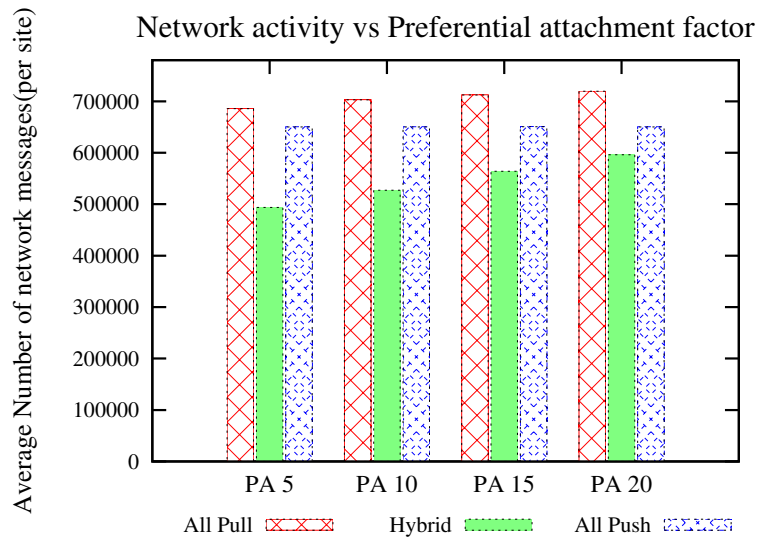 Network activity vs Preferential attachment factor
Average Number of network messages(per site)
700000
600000
500000
400000
300000
200000
100000
0
PA 5
PA 10
PA 15
PA 20
All Pull
Hybrid
All Push